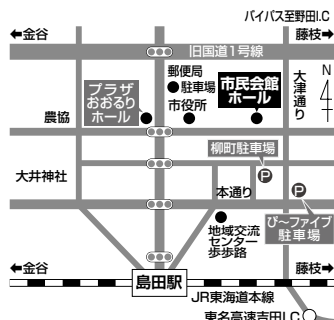 バイパス至野田I.C
←金谷
藤枝→
旧国道1号線
プラザ
おおるり
ホール
郵便局
駐車場
市役所
市民会館
ホール
大津通り
N
4
農協
柳町駐車場
P
大井神社
本通り
P
び〜ファイブ
駐車場
地域交流
センター
歩歩路
←金谷
藤枝→
島田駅
JR東海道本線
東名高速吉田I.C